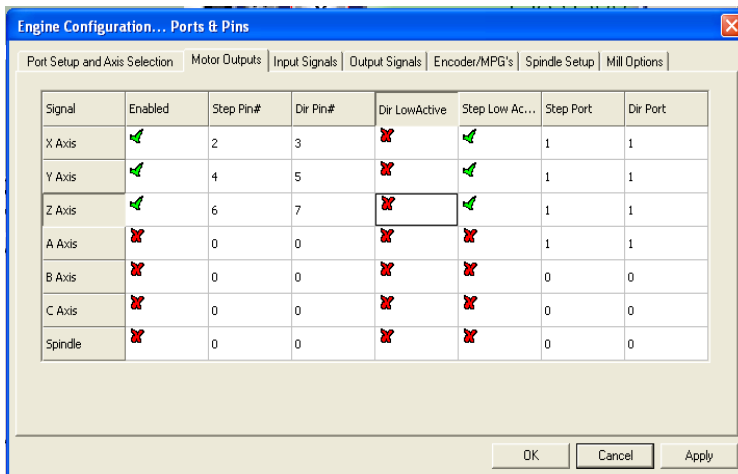 Engine Configuration... Ports & Pins
Port Setup and Axis Selection Motor Outputs Input Signals Output Signals Encoder/MPG's Spindle Setup Mill Options
Signal Enabled Step Pin# Dir Pin# Dir LowActive Step Low Ac... Step Port Dir Port
X Axis 2 3 1 1
Y Axis 4 5 1 1
Z Axis 6 7 1 1
A Axis 0 0 1 1
B Axis 0 0 0 0
C Axis 0 0 0 0
Spindle 0 0 0 0
OK Cancel Apply